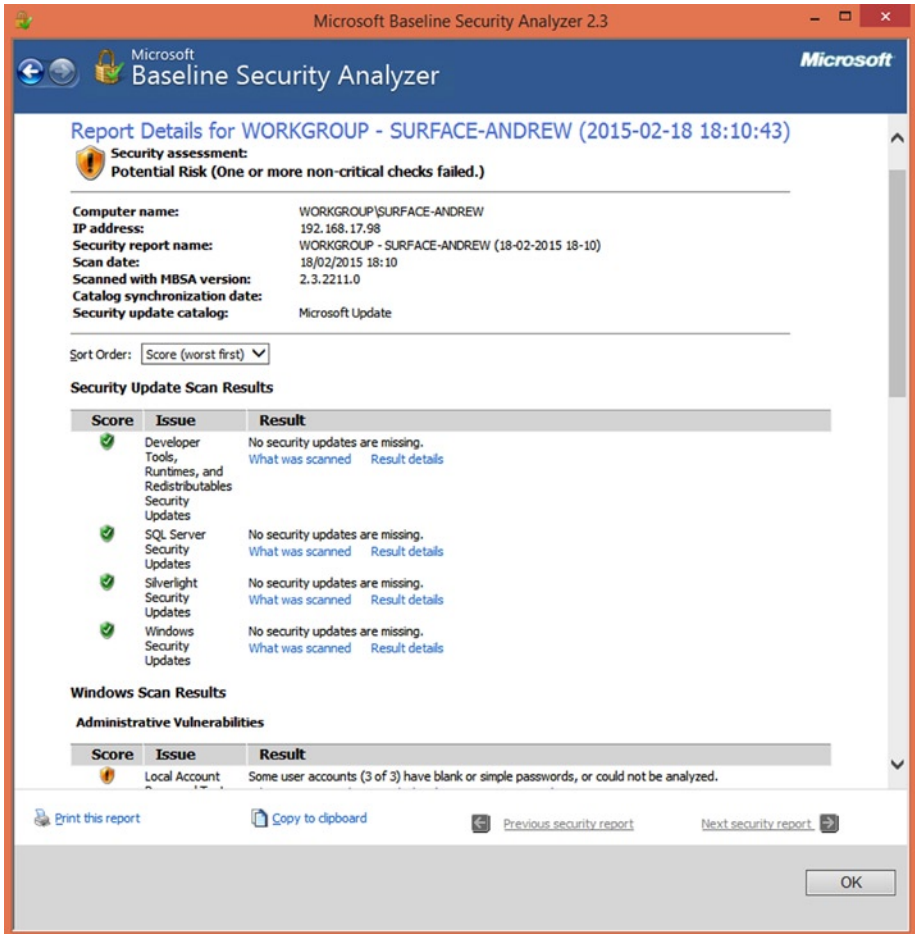 Microsoft Baseline Security Analyzer 2.3
Microsoft
Baseline Security Analyzer
Microsoft
Report Details for WORKGROUP - SURFACE-ANDREW (2015-02-18 18:10:43)
Security assessment:
Potential Risk (One or more non-critical checks failed.)
Computer name: WORKGROUP\SURFACE-ANDREW
IP address: 192.168.17.98
Security report name: WORKGROUP - SURFACE-ANDREW (18-02-2015 18-10)
Scan date: 18/02/2015 18:10
Scanned with MBSA version: 2.3.2211.0
Catalog synchronization date:
Security update catalog: Microsoft Update
Sort Order: Score (worst first)
Security Update Scan Results
Score Issue Result
Developer No security updates are missing.
Tools, What was scanned Result details
Runtimes, and
Redistributables
Security
Updates
SQL Server No security updates are missing.
Security What was scanned Result details
Updates
Silverlight No security updates are missing.
Security What was scanned Result details
Updates
Windows No security updates are missing.
Security What was scanned Result details
Updates
Windows Scan Results
Administrative Vulnerabilities
Score Issue Result
Local Account Some user accounts (3 of 3) have blank or simple passwords, or could not be analyzed.
Print this report Copy to clipboard Previous security report Next security report
OK